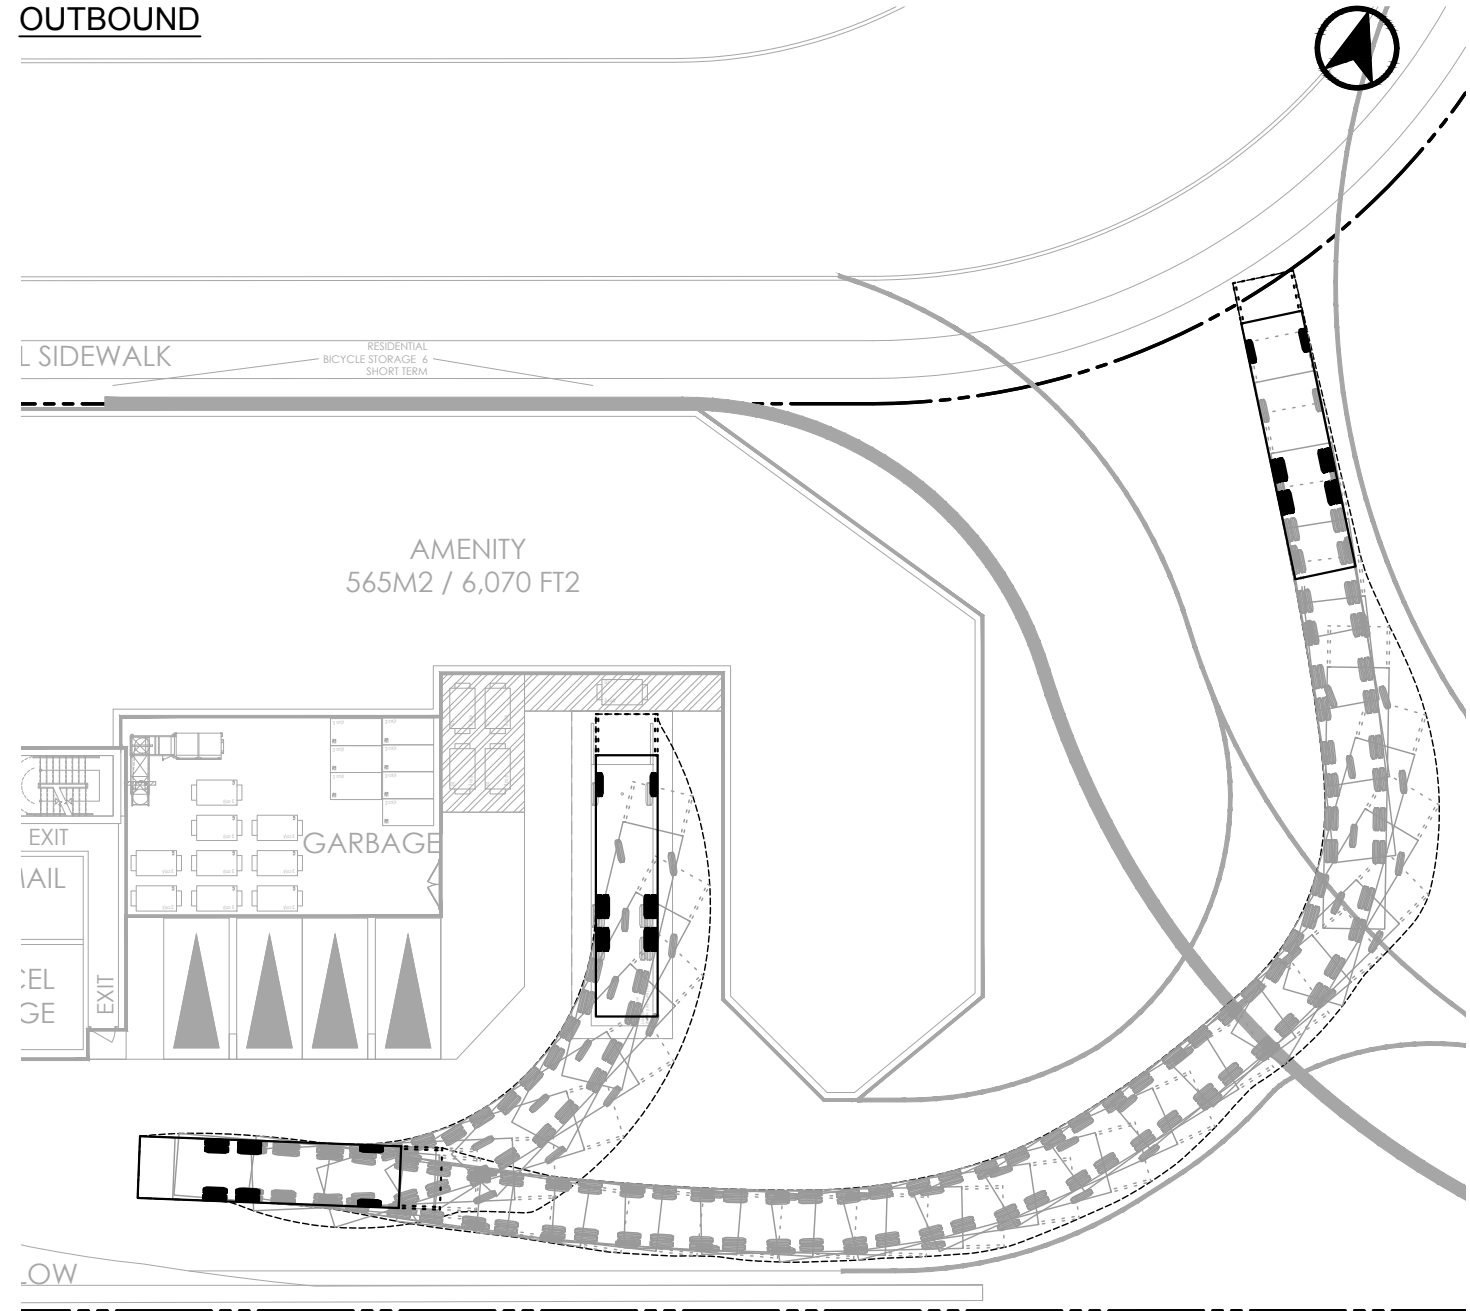 OUTBOUND
L SIDEWALK
RESIDENTIAL
BICYCLE STORAGE 6
SHORT TERM
AMENITY
565M2 / 6,070 FT2
EXIT
GARBAGE
AIL
CEL
GE
EXIT
LOW